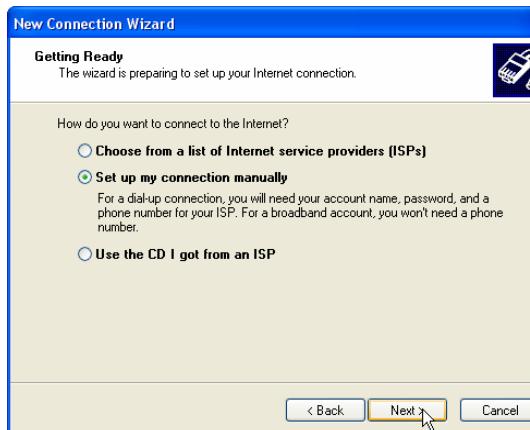 New Connection Wizard
Getting Ready
The wizard is preparing to set up your Internet connection.
How do you want to connect to the Internet?
Choose from a list of Internet service providers (ISPs)
Set up my connection manually
For a dial-up connection, you will need your account name, password, and a
phone number for your ISP. For a broadband account, you won't need a phone
number.
Use the CD I got from an ISP
< Back Next > Cancel